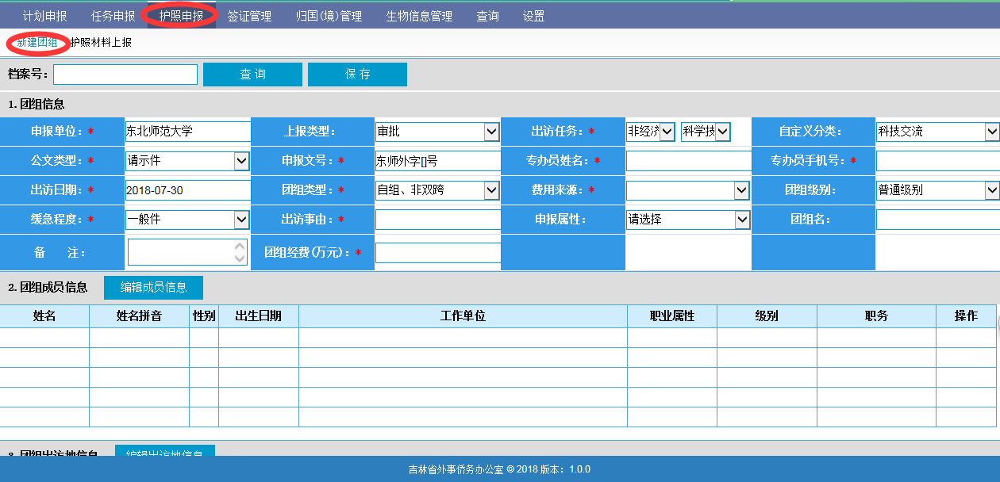 计划申报 任务申报 护照申报 签证管理 归国(境)管理 生物信息管理 查询 设置
新建团组 护照材料上报
档案号： 查 询 保 存
1. 团组信息
申报单位：* 东北师范大学 上报类型： 审批 出访任务：* 非经济 科学技 自定义分类： 科技交流
公文类型：* 请示件 申报文号：* 东师外字[]号 专办员姓名：* 专办员手机号：*
出访日期：* 2018-07-30 团组类型：* 自组、非双跨 费用来源：* 团组级别： 普通级别
缓急程度：* 一般件 出访事由：* 申报属性： 请选择 团组名：
备 注： 团组经费(万元)：*
2. 团组成员信息 编辑成员信息
姓名 姓名拼音 性别 出生日期 工作单位 职业属性 级别 职务 操作
3. 团组出访地信息 编辑出访地信息
吉林省外事侨务办公室 © 2018 版本：1.0.0